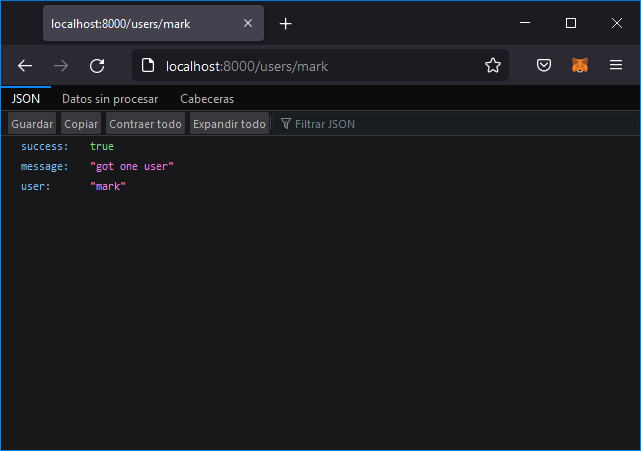 localhost:8000/users/mark
localhost:8000/users/mark
JSON Datos sin procesar Cabeceras
Guardar Copiar Contraer todo Expandir todo Filtrar JSON
success: true
message: "got one user"
user: "mark"